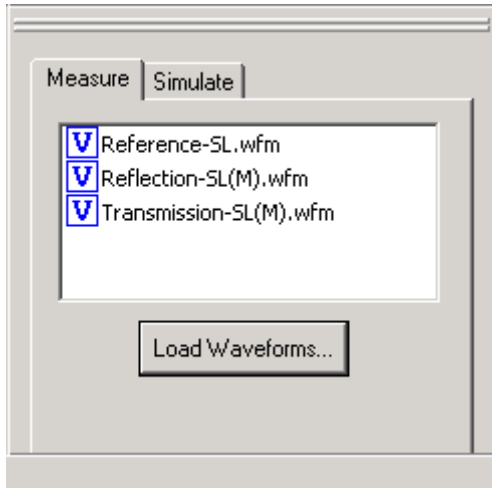 Measure Simulate
V Reference-SL.wfm
V Reflection-SL(M).wfm
V Transmission-SL(M).wfm
Load Waveforms...